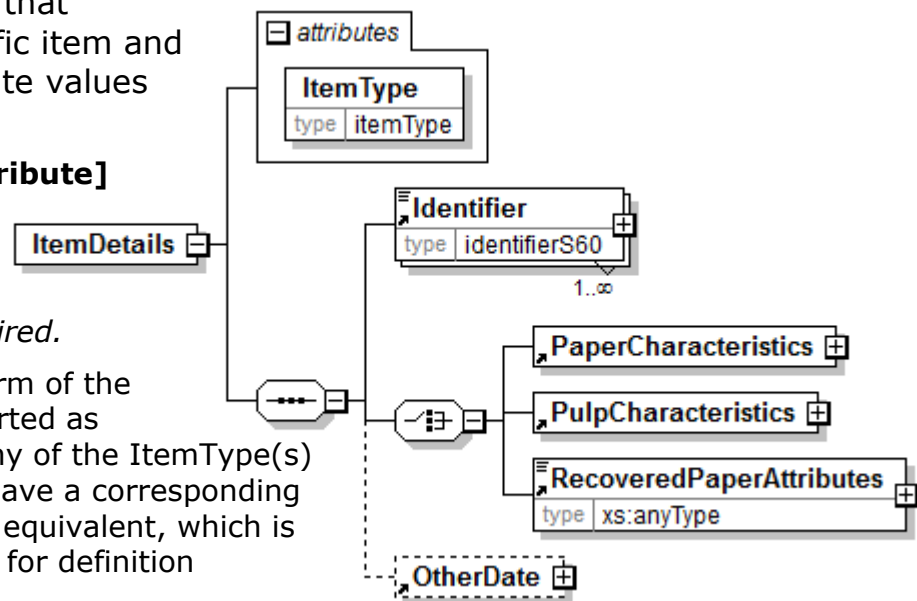 that
fic item and
te values
ribute]
ired.
rm of the
rted as
ny of the ItemType(s)
ave a corresponding
equivalent, which is
for definition
attributes
ItemType
type itemType
ItemDetails
Identifier
type identifierS60
1..∞
PaperCharacteristics
PulpCharacteristics
RecoveredPaperAttributes
type xs:anyType
OtherDate